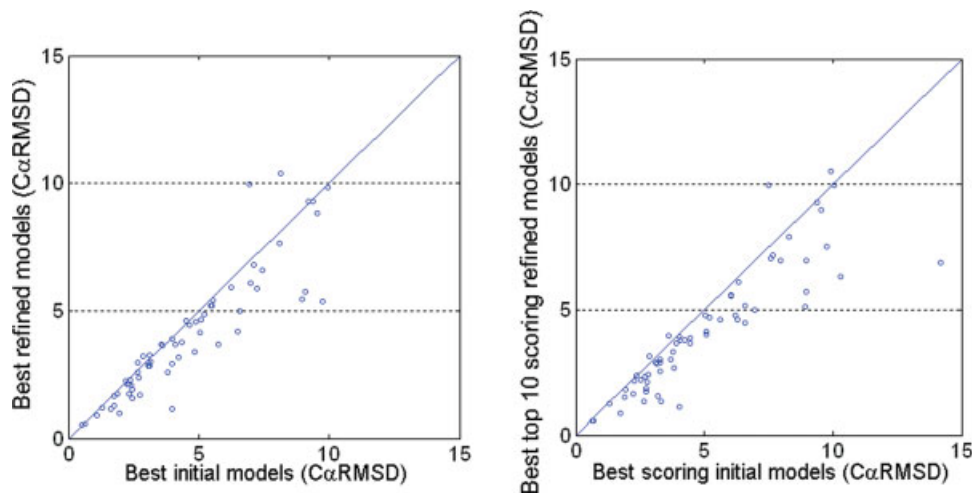 Best refined models (CαRMSD)
15
10
5
0
0 5 10 15
Best initial models (CαRMSD)
Best top 10 scoring refined models (CαRMSD)
15
10
5
0
0 5 10 15
Best scoring initial models (CαRMSD)